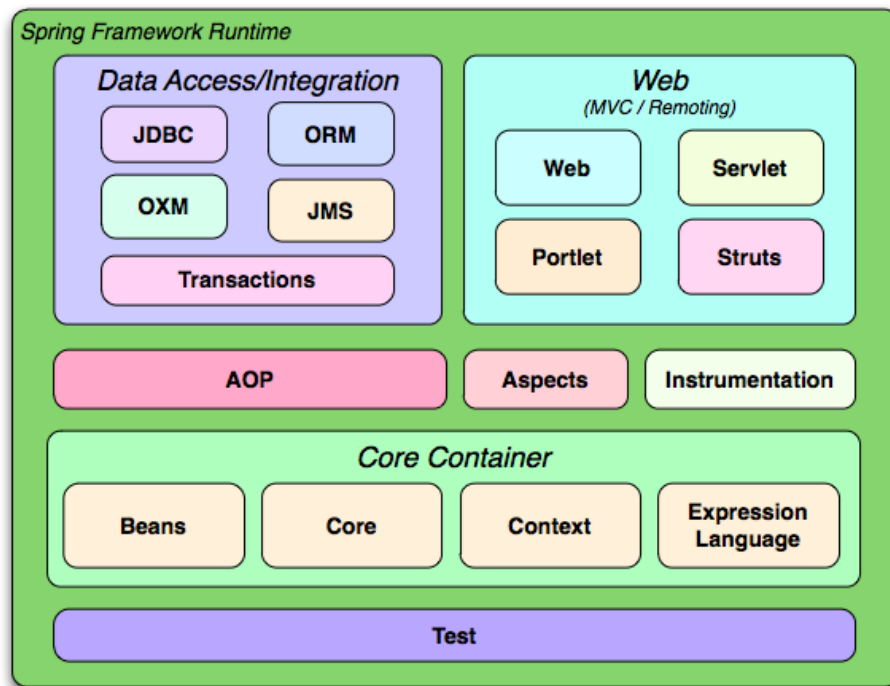 Spring Framework Runtime
Data Access/Integration
JDBC
ORM
OXM
JMS
Transactions
Web
(MVC / Remoting)
Web
Servlet
Portlet
Struts
AOP
Aspects
Instrumentation
Core Container
Beans
Core
Context
Expression
Language
Test